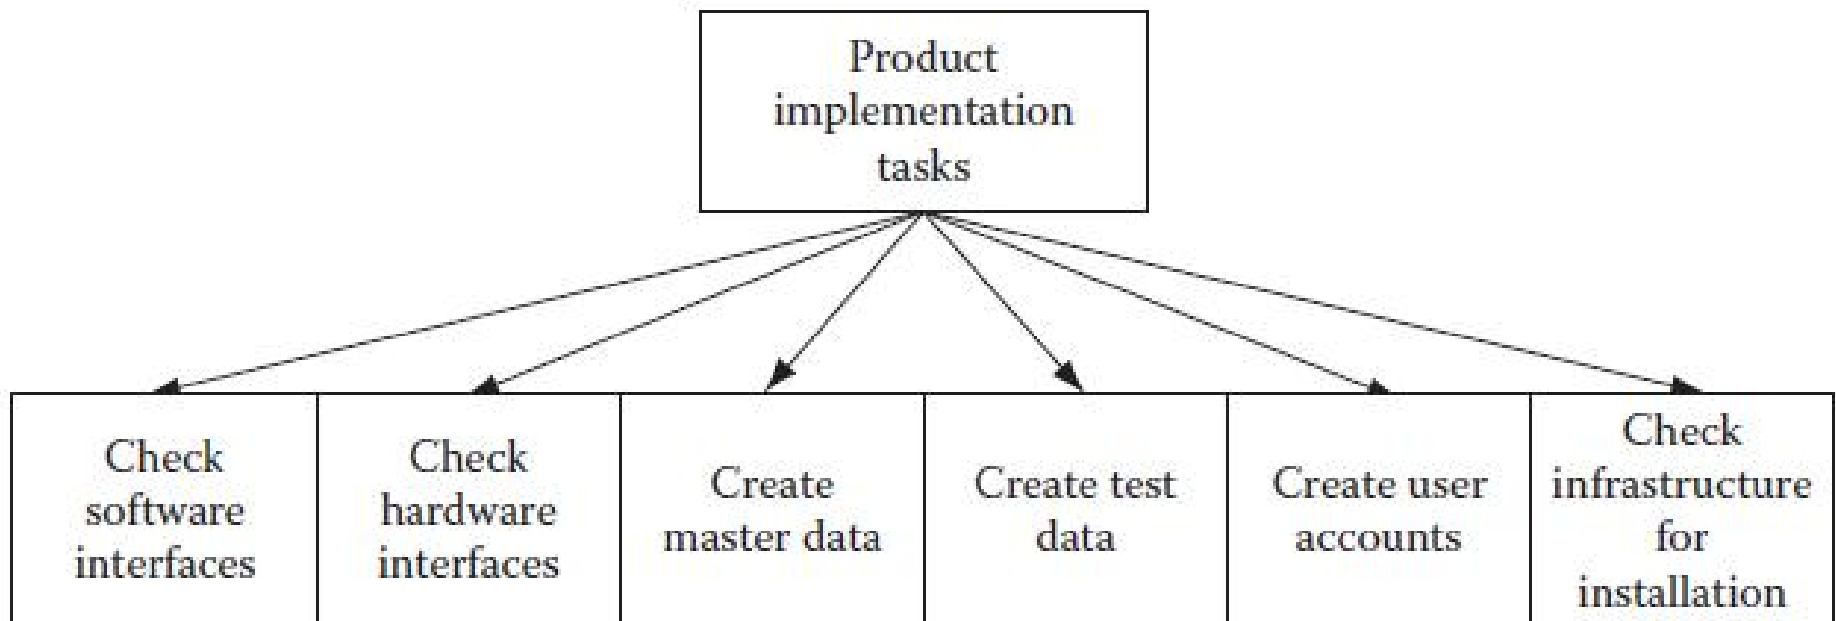 Product
implementation
tasks
Check
software
interfaces
Check
hardware
interfaces
Create
master data
Create test
data
Create user
accounts
Check
infrastructure
for
installation